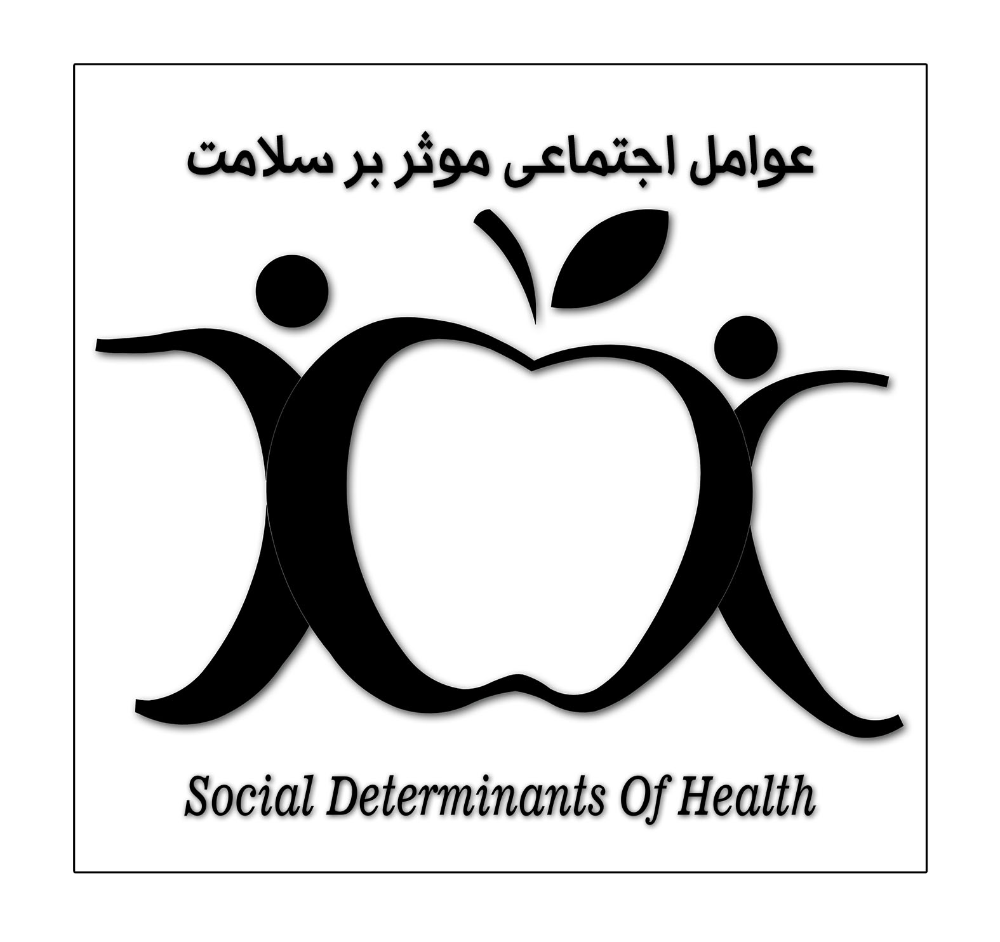 عوامل اجتماعی موثر بر سلامت
Social Determinants Of Health